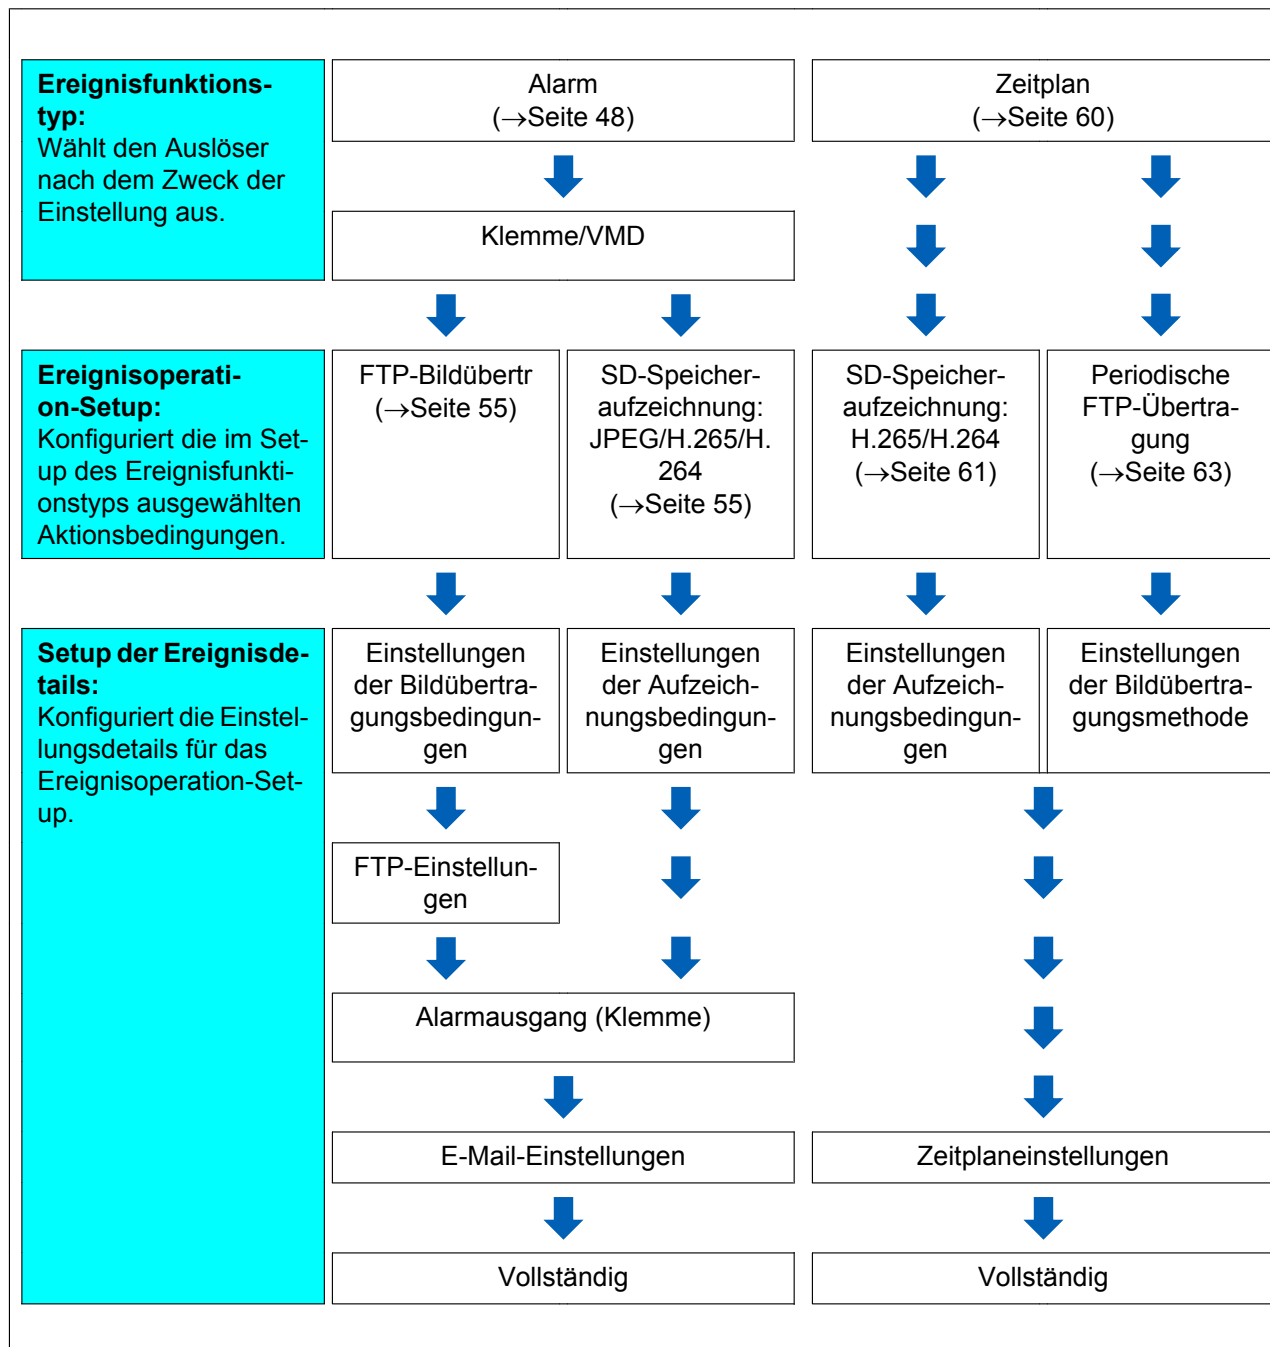 Ereignisfunktions-
typ:
Wählt den Auslöser
nach dem Zweck der
Einstellung aus.
Alarm
(→Seite 48)
Zeitplan
(→Seite 60)
Klemme/VMD
Ereignisoperati-
on-Setup:
Konfiguriert die im Set-
up des Ereignisfunkti-
onstyps ausgewählten
Aktionsbedingungen.
FTP-Bildübertr
(→Seite 55)
SD-Speicher-
aufzeichnung:
JPEG/H.265/H.
264
(→Seite 55)
SD-Speicher-
aufzeichnung:
H.265/H.264
(→Seite 61)
Periodische
FTP-Übertra-
gung
(→Seite 63)
Setup der Ereignisde-
tails:
Konfiguriert die Einstel-
lungsdetails für das
Ereignisoperation-Set-
up.
Einstellungen
der Bildübertra-
gungsbedingun-
gen
Einstellungen
der Aufzeich-
nungsbedingun-
gen
Einstellungen
der Aufzeich-
nungsbedingun-
gen
Einstellungen
der Bildübertra-
gungsmethode
FTP-Einstellun-
gen
Alarmausgang (Klemme)
E-Mail-Einstellungen
Zeitplaneinstellungen
Vollständig
Vollständig